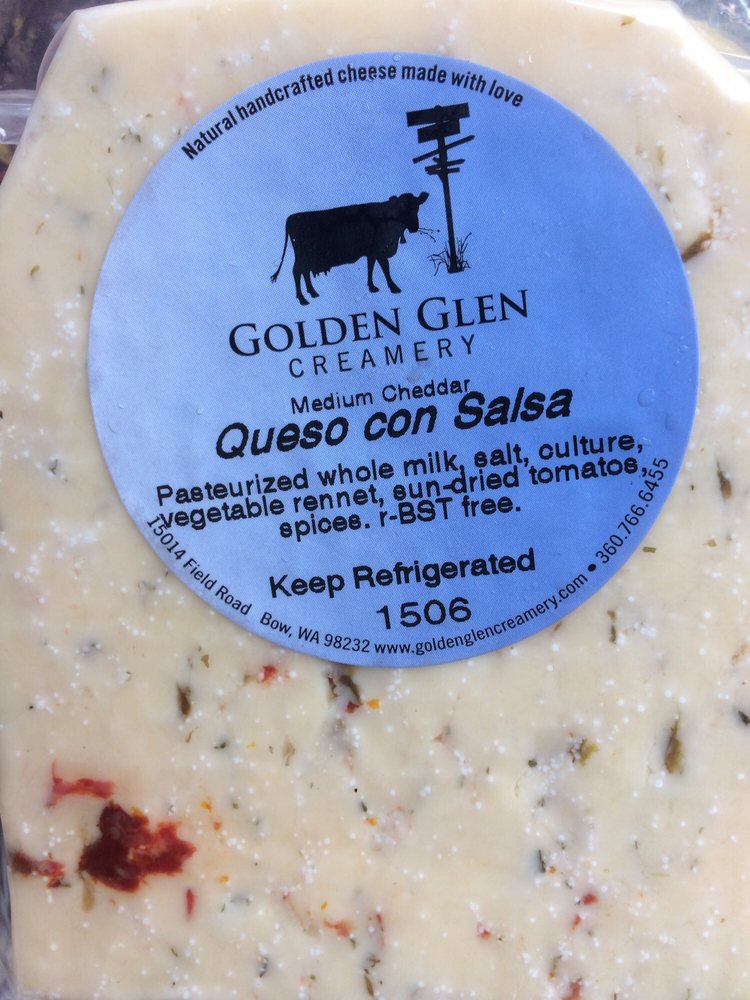 Natural handcrafted cheese made with love
GOLDEN GLEN
CREAMERY
Medium Cheddar
Queso con Salsa
Pasteurized whole milk, salt, culture,
vegetable rennet, sun-dried tomatos,
spices. r-BST free.
Keep Refrigerated
1506
15014 Field Road Bow, WA 98232 www.goldenglencreamery.com • 360.766.6455